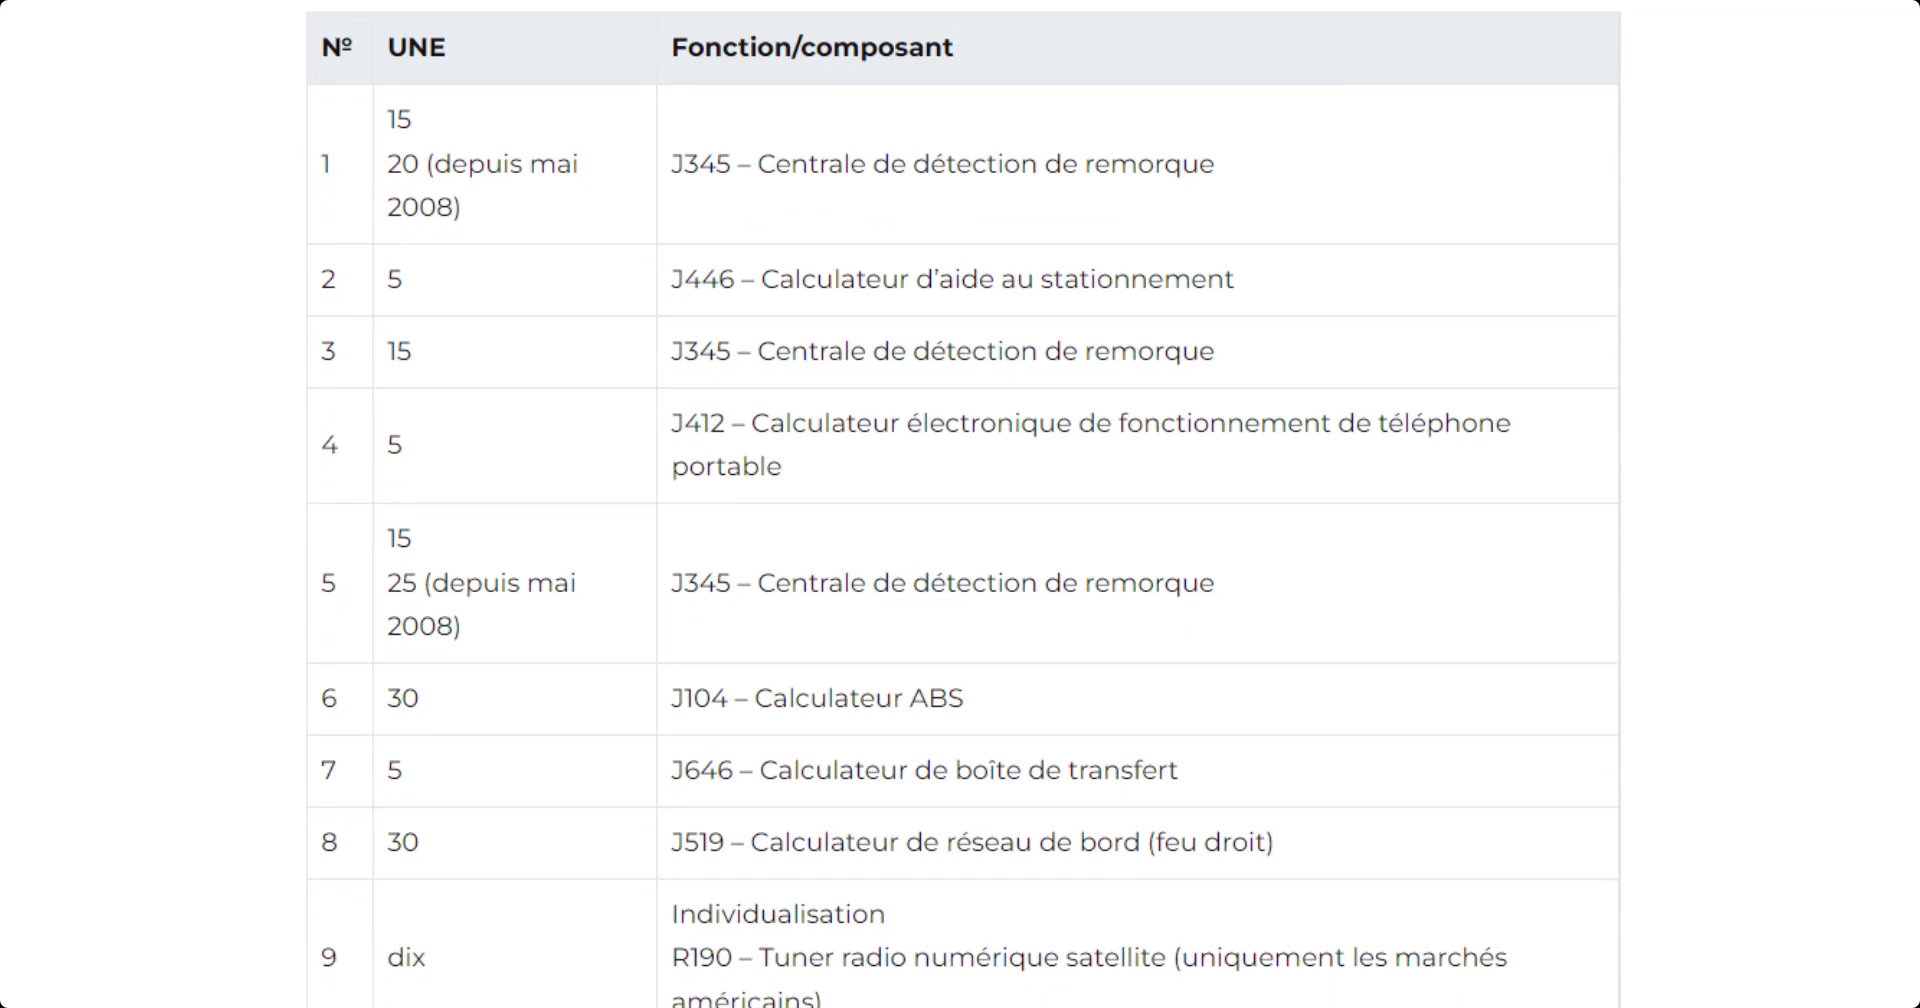 Nº UNE Fonction/composant
15
1 20 (depuis mai J345 – Centrale de détection de remorque
2008)
2 5 J446 – Calculateur d’aide au stationnement
3 15 J345 – Centrale de détection de remorque
J412 – Calculateur électronique de fonctionnement de téléphone
4 5
portable
15
5 25 (depuis mai J345 – Centrale de détection de remorque
2008)
6 30 J104 – Calculateur ABS
7 5 J646 – Calculateur de boîte de transfert
8 30 J519 – Calculateur de réseau de bord (feu droit)
Individualisation
9 dix R190 – Tuner radio numérique satellite (uniquement les marchés
américains)